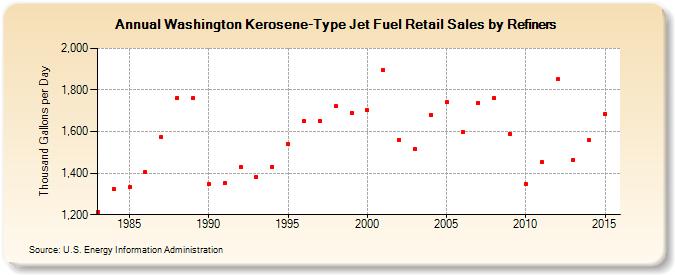 Annual Washington Kerosene-Type Jet Fuel Retail Sales by Refiners
Thousand Gallons per Day
2,000
1,800
1,600
1,400
1,200
1985 1990 1995 2000 2005 2010 2015
Source: U.S. Energy Information Administration